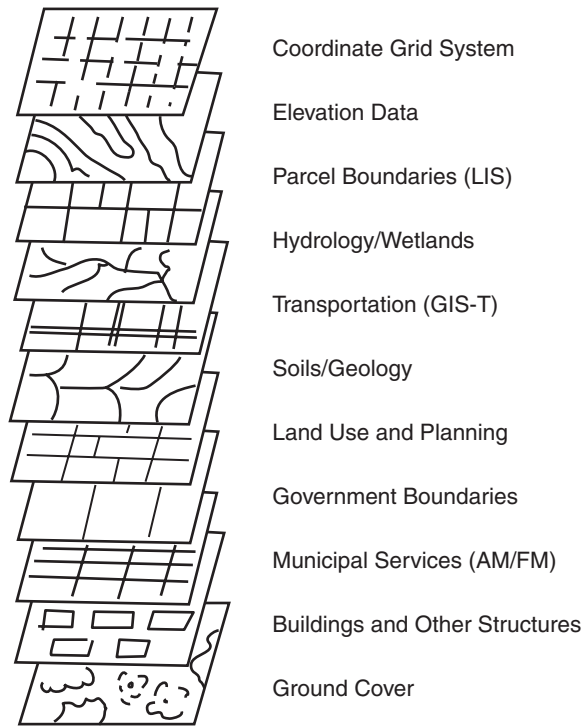 Coordinate Grid System
Elevation Data
Parcel Boundaries (LIS)
Hydrology/Wetlands
Transportation (GIS-T)
Soils/Geology
Land Use and Planning
Government Boundaries
Municipal Services (AM/FM)
Buildings and Other Structures
Ground Cover